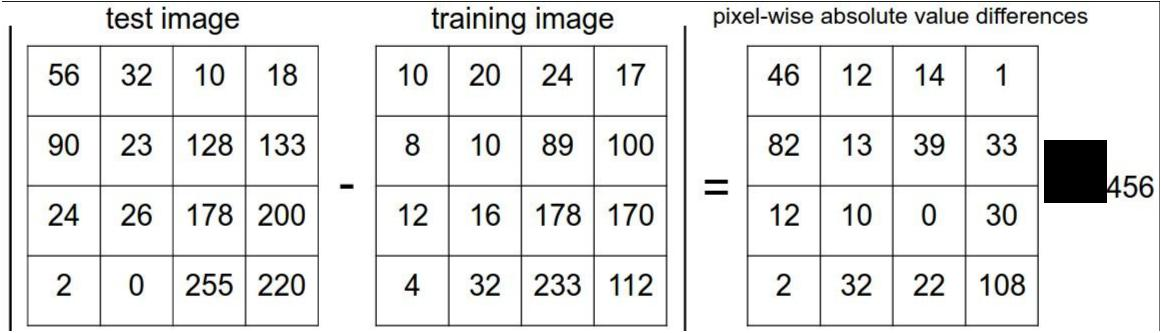 test image training image pixel-wise absolute value differences
56 32 10 18 10 20 24 17 46 12 14 1
90 23 128 133 8 10 89 100 82 13 39 33
- = 456
24 26 178 200 12 16 178 170 12 10 0 30
2 0 255 220 4 32 233 112 2 32 22 108